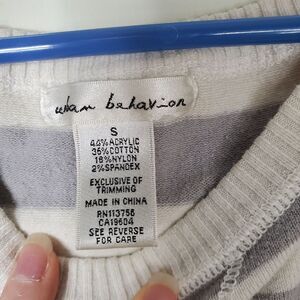 urban behavior
S
44% ACRYLIC
36% COTTON
18% NYLON
2% SPANDEX
EXCLUSIVE OF
TRIMMING
MADE IN CHINA
RN113756
CA19604
SEE REVERSE
FOR CARE